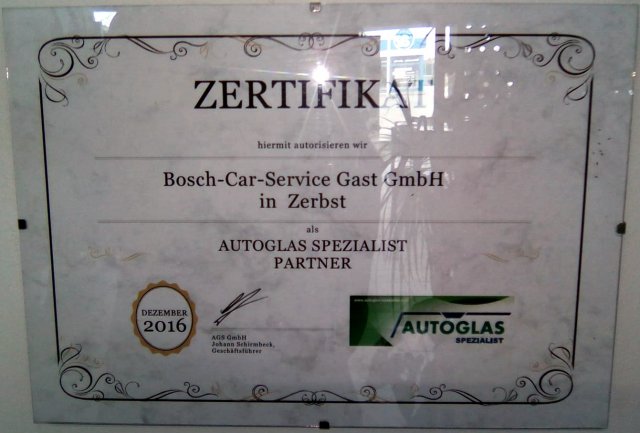 ZERTIFIKAT
hiermit autorisieren wir
Bosch-Car-Service Gast GmbH
in Zerbst
als
AUTOGLAS SPEZIALIST
PARTNER
DEZEMBER
2016
AGS GmbH
Johann Schirmbeck,
Geschäftsführer
AUTOGLAS
SPEZIALIST